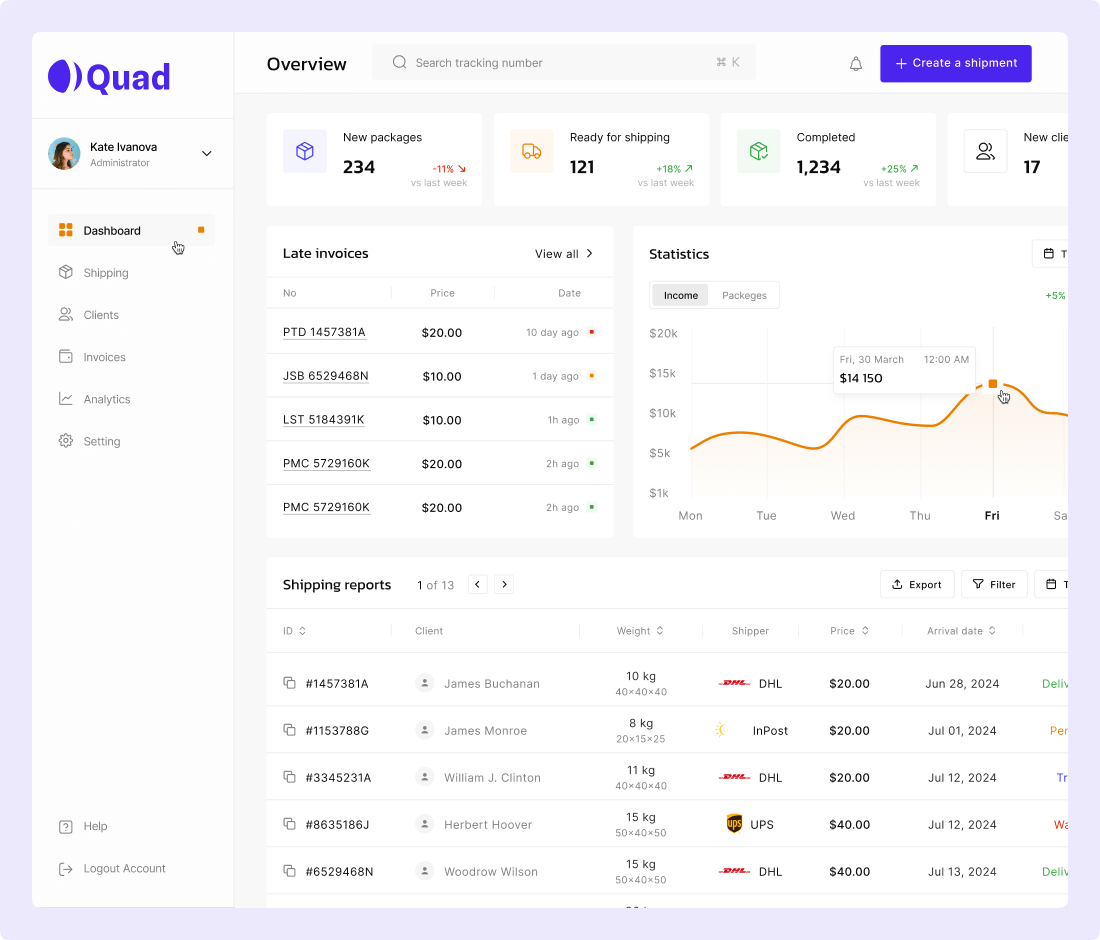 Quad
Overview
Search tracking number
⌘ K
+ Create a shipment
Kate Ivanova
Administrator
Dashboard
Shipping
Clients
Invoices
Analytics
Setting
Help
Logout Account
New packages
234
-11%
vs last week
Ready for shipping
121
+18%
vs last week
Completed
1,234
+25%
vs last week
New clie
17
Late invoices
View all
No Price Date
PTD 1457381A $20.00 10 day ago
JSB 6529468N $10.00 1 day ago
LST 5184391K $10.00 1h ago
PMC 5729160K $20.00 2h ago
PMC 5729160K $20.00 2h ago
Statistics
T
Income Packeges
+5%
$20k
$15k
$10k
$5k
$1k
Fri, 30 March 12:00 AM
$14 150
Mon Tue Wed Thu Fri Sa
Shipping reports
1 of 13
Export
Filter
T
ID Client Weight Shipper Price Arrival date
#1457381A James Buchanan 10 kg DHL DHL $20.00 Jun 28, 2024 Deliv
40×40×40
#1153788G James Monroe 8 kg InPost $20.00 Jul 01, 2024 Pen
20×15×25
#3345231A William J. Clinton 11 kg DHL DHL $20.00 Jul 12, 2024 Tr
40×40×40
#8635186J Herbert Hoover 15 kg ups UPS $40.00 Jul 12, 2024 Wa
50×40×50
#6529468N Woodrow Wilson 15 kg DHL DHL $40.00 Jul 13, 2024 Deliv
50×40×50